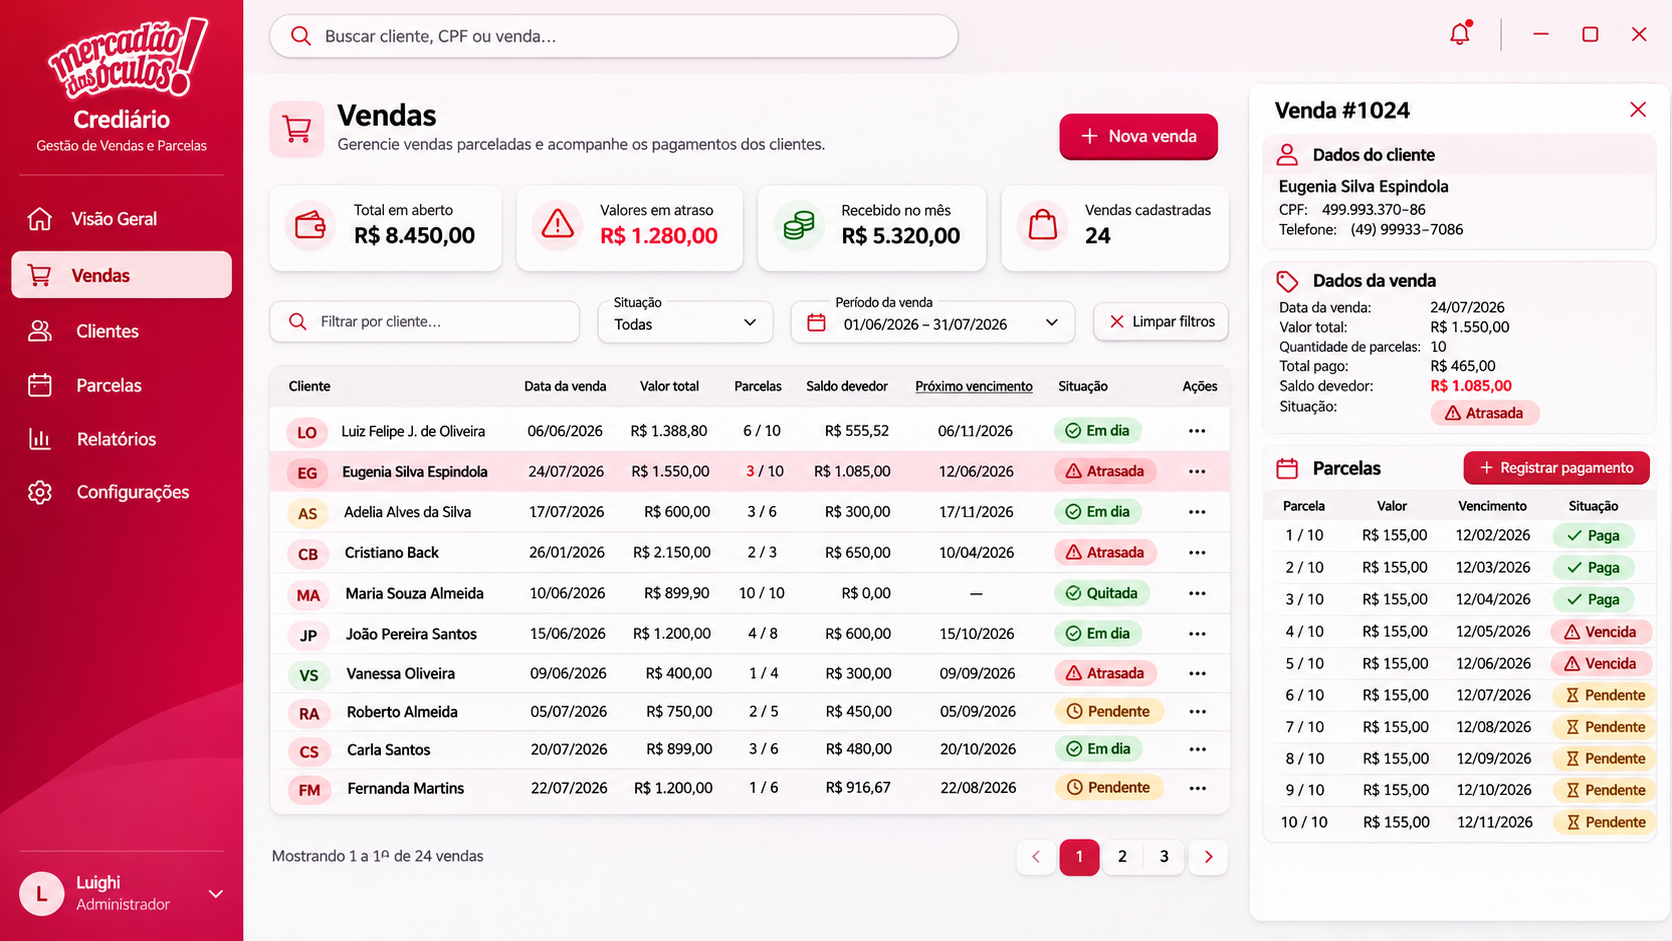 mercadão
das óculos!
Crediário
Gestão de Vendas e Parcelas
Visão Geral
Vendas
Clientes
Parcelas
Relatórios
Configurações
L
Luighi
Administrador
Buscar cliente, CPF ou venda...
Vendas
Gerencie vendas parceladas e acompanhe os pagamentos dos clientes.
+ Nova venda
Total em aberto
R$ 8.450,00
Valores em atraso
R$ 1.280,00
Recebido no mês
R$ 5.320,00
Vendas cadastradas
24
Filtrar por cliente...
Situação
Todas
Período da venda
01/06/2026 – 31/07/2026
Limpar filtros
Cliente Data da venda Valor total Parcelas Saldo devedor Próximo vencimento Situação Ações
LO Luiz Felipe J. de Oliveira 06/06/2026 R$ 1.388,80 6 / 10 R$ 555,52 06/11/2026 Em dia
EG Eugenia Silva Espindola 24/07/2026 R$ 1.550,00 3 / 10 R$ 1.085,00 12/06/2026 Atrasada
AS Adelia Alves da Silva 17/07/2026 R$ 600,00 3 / 6 R$ 300,00 17/11/2026 Em dia
CB Cristiano Back 26/01/2026 R$ 2.150,00 2 / 3 R$ 650,00 10/04/2026 Atrasada
MA Maria Souza Almeida 10/06/2026 R$ 899,90 10 / 10 R$ 0,00 — Quitada
JP João Pereira Santos 15/06/2026 R$ 1.200,00 4 / 8 R$ 600,00 15/10/2026 Em dia
VS Vanessa Oliveira 09/06/2026 R$ 400,00 1 / 4 R$ 300,00 09/09/2026 Atrasada
RA Roberto Almeida 05/07/2026 R$ 750,00 2 / 5 R$ 450,00 05/09/2026 Pendente
CS Carla Santos 20/07/2026 R$ 899,00 3 / 6 R$ 480,00 20/10/2026 Em dia
FM Fernanda Martins 22/07/2026 R$ 1.200,00 1 / 6 R$ 916,67 22/08/2026 Pendente
Mostrando 1 a de 24 vendas
1 2 3
Venda #1024
Dados do cliente
Eugenia Silva Espindola
CPF: 499.993.370-86
Telefone: (49) 99933-7086
Dados da venda
Data da venda: 24/07/2026
Valor total: R$ 1.550,00
Quantidade de parcelas: 10
Total pago: R$ 465,00
Saldo devedor: R$ 1.085,00
Situação: Atrasada
Parcelas
+ Registrar pagamento
Parcela Valor Vencimento Situação
1 / 10 R$ 155,00 12/02/2026 Paga
2 / 10 R$ 155,00 12/03/2026 Paga
3 / 10 R$ 155,00 12/04/2026 Paga
4 / 10 R$ 155,00 12/05/2026 Vencida
5 / 10 R$ 155,00 12/06/2026 Vencida
6 / 10 R$ 155,00 12/07/2026 Pendente
7 / 10 R$ 155,00 12/08/2026 Pendente
8 / 10 R$ 155,00 12/09/2026 Pendente
9 / 10 R$ 155,00 12/10/2026 Pendente
10 / 10 R$ 155,00 12/11/2026 Pendente